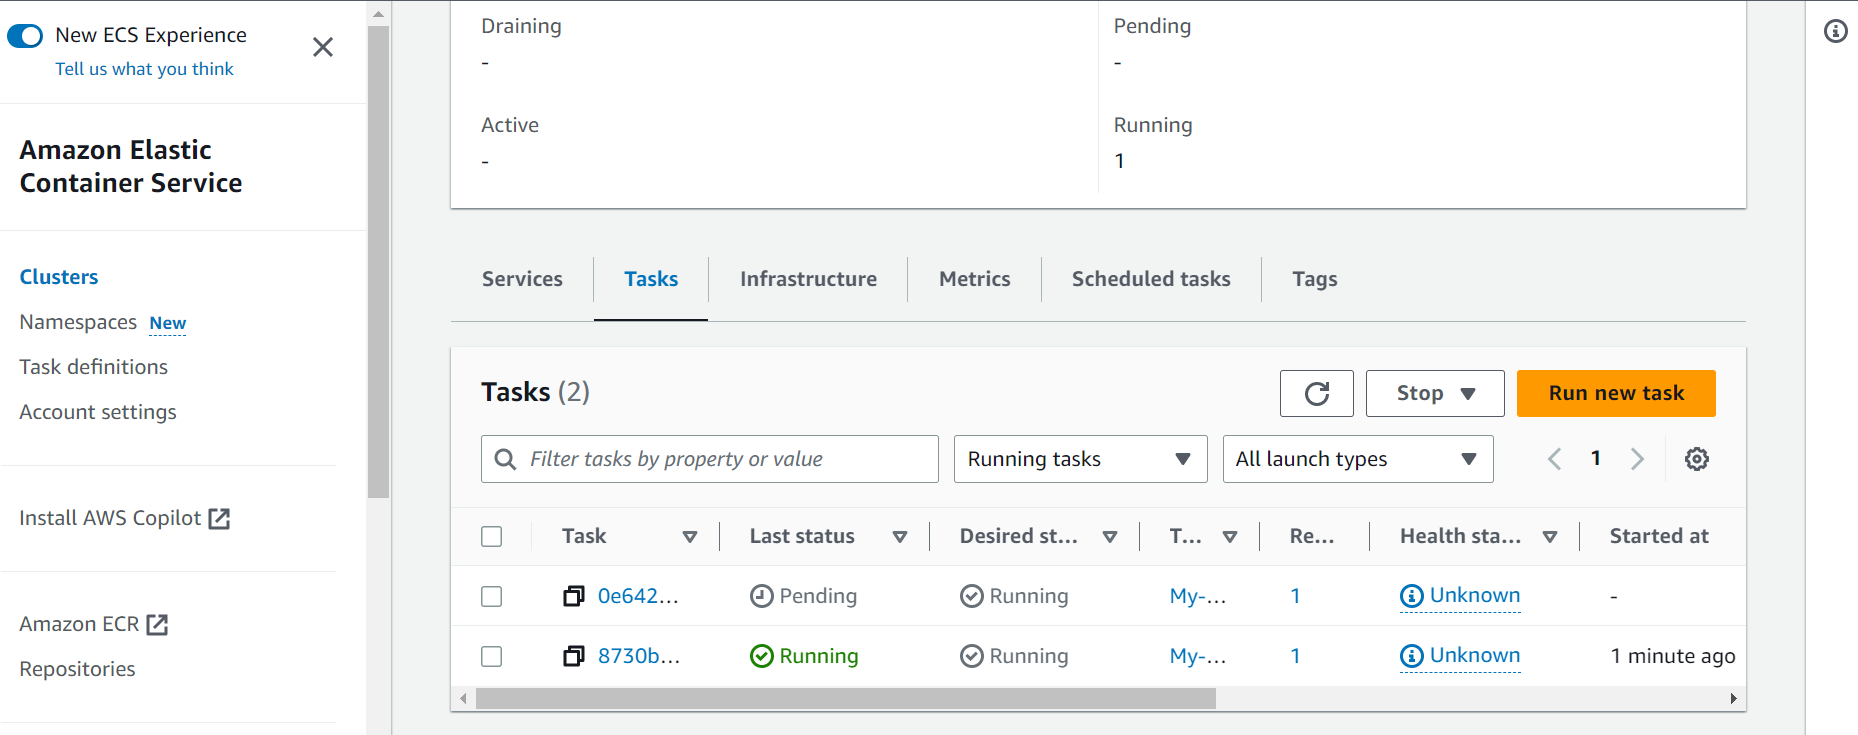 New ECS Experience
Tell us what you think
Amazon Elastic
Container Service
Clusters
Namespaces New
Task definitions
Account settings
Install AWS Copilot
Amazon ECR
Repositories
Draining
-
Pending
-
Active
-
Running
1
Services Tasks Infrastructure Metrics Scheduled tasks Tags
Tasks (2)
Stop
Run new task
Filter tasks by property or value
Running tasks
All launch types
1
Task Last status Desired st... T... Re... Health sta... Started at
0e642... Pending Running My-... 1 Unknown -
8730b... Running Running My-... 1 Unknown 1 minute ago